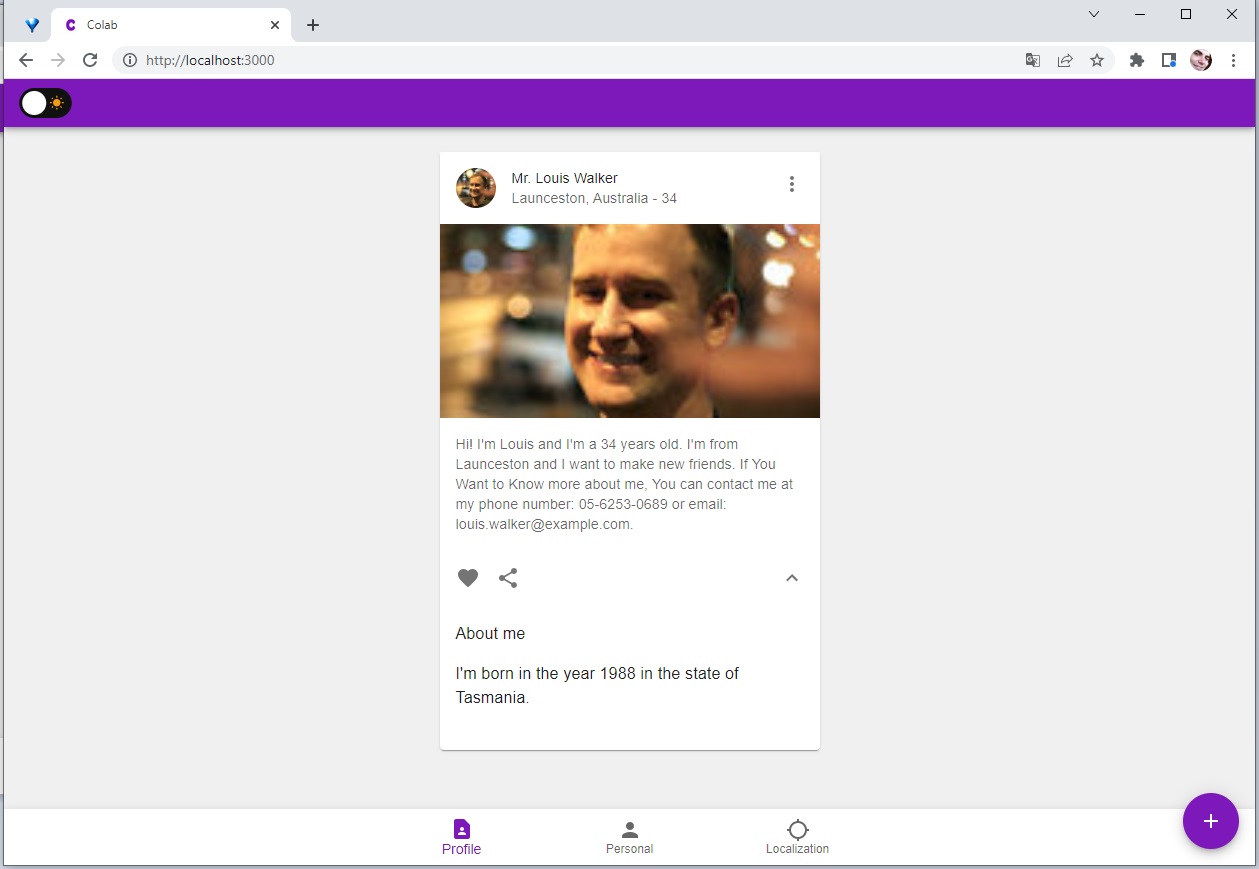 Colab
http://localhost:3000
Mr. Louis Walker
Launceston, Australia - 34
Hi! I'm Louis and I'm a 34 years old. I'm from
Launceston and I want to make new friends. If You
Want to Know more about me, You can contact me at
my phone number: 05-6253-0689 or email:
louis.walker@example.com.
About me
I'm born in the year 1988 in the state of
Tasmania.
Profile
Personal
Localization